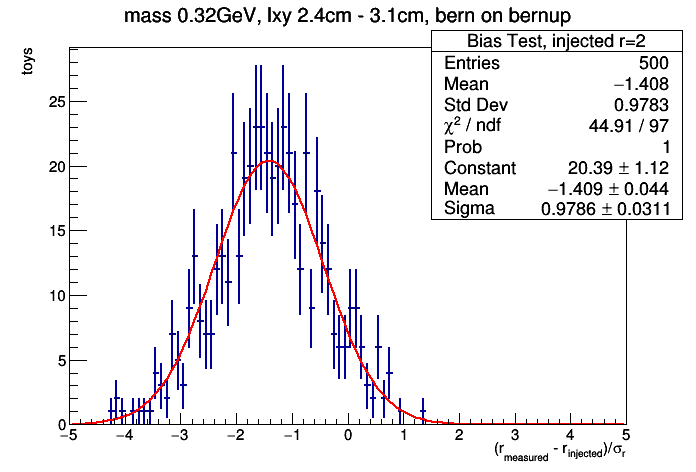 mass 0.32GeV, lxy 2.4cm - 3.1cm, bern on bernup
toys
Bias Test, injected r=2
Entries 500
Mean −1.408
Std Dev 0.9783
χ² / ndf 44.91 / 97
Prob 1
Constant 20.39 ± 1.12
Mean −1.409 ± 0.044
Sigma 0.9786 ± 0.0311
25
20
15
10
5
0
−5 −4 −3 −2 −1 0 1 2 3 4 5
(r_measured - r_injected)/σ_r